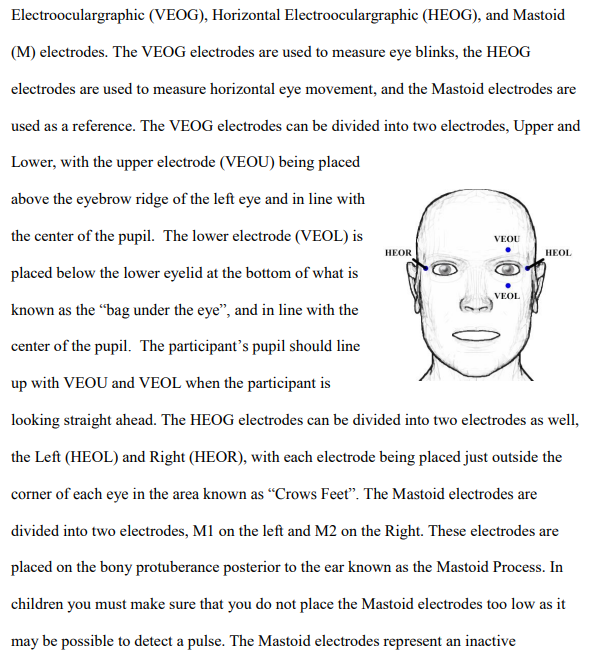 Electrooculargraphic (VEOG), Horizontal Electrooculargraphic (HEOG), and Mastoid
(M) electrodes. The VEOG electrodes are used to measure eye blinks, the HEOG
electrodes are used to measure horizontal eye movement, and the Mastoid electrodes are
used as a reference. The VEOG electrodes can be divided into two electrodes, Upper and
Lower, with the upper electrode (VEOU) being placed
above the eyebrow ridge of the left eye and in line with
the center of the pupil.  The lower electrode (VEOL) is
placed below the lower eyelid at the bottom of what is
known as the “bag under the eye”, and in line with the
center of the pupil.  The participant’s pupil should line
up with VEOU and VEOL when the participant is
VEOU
HEOR
HEOL
VEOL
looking straight ahead. The HEOG electrodes can be divided into two electrodes as well,
the Left (HEOL) and Right (HEOR), with each electrode being placed just outside the
corner of each eye in the area known as “Crows Feet”. The Mastoid electrodes are
divided into two electrodes, M1 on the left and M2 on the Right. These electrodes are
placed on the bony protuberance posterior to the ear known as the Mastoid Process. In
children you must make sure that you do not place the Mastoid electrodes too low as it
may be possible to detect a pulse. The Mastoid electrodes represent an inactive